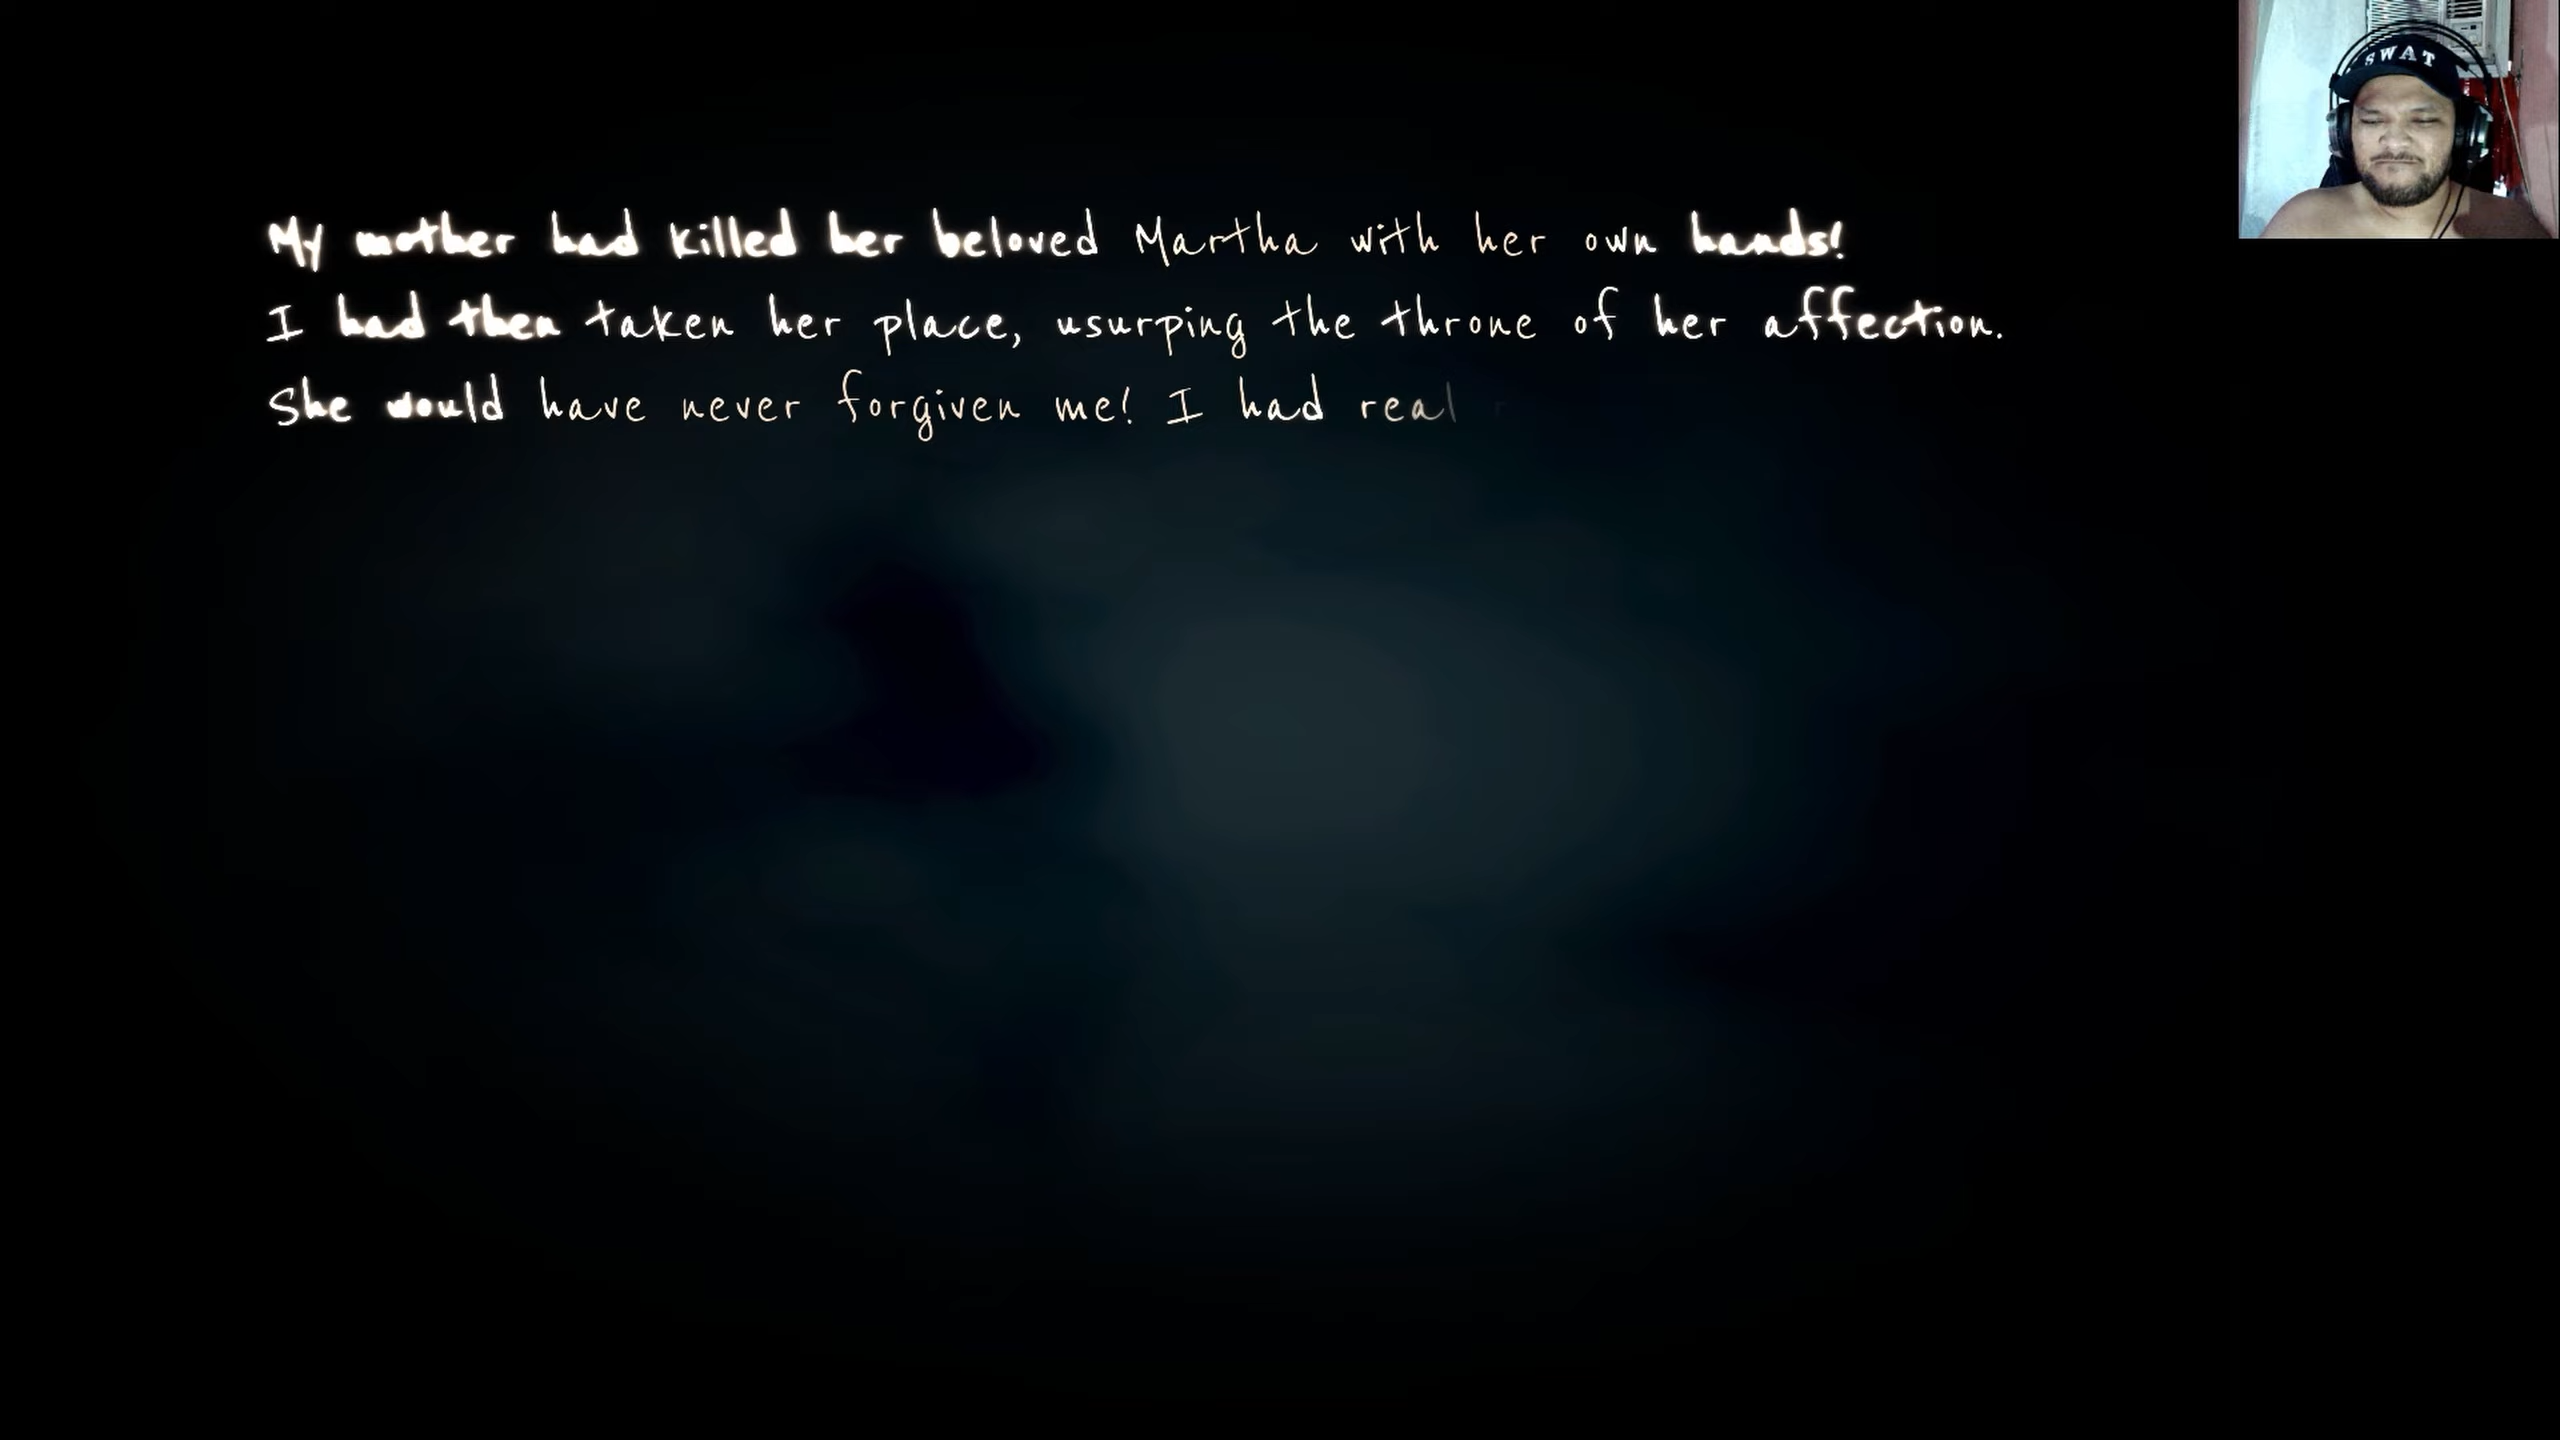 SWAT
My mother had killed her beloved Martha with her own hands!
I had then taken her place, usurping the throne of her affection.
She would have never forgiven me! I had real